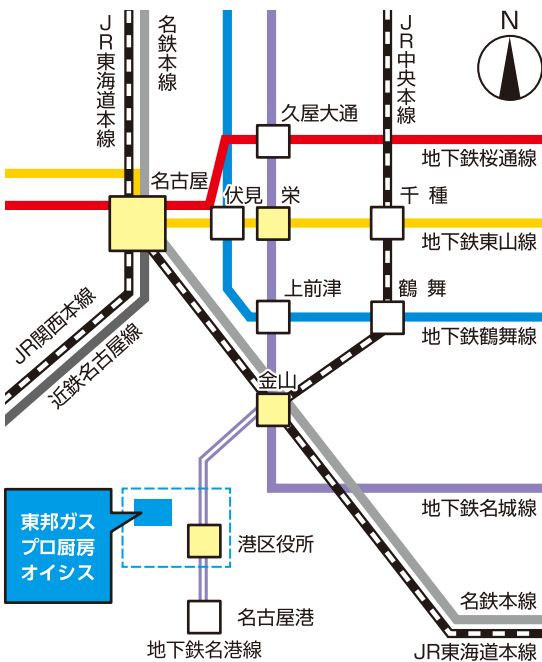 JR東海道本線
名鉄本線
JR中央本線
N
久屋大通
地下鉄桜通線
名古屋
伏見
栄
千種
地下鉄東山線
上前津
鶴舞
地下鉄鶴舞線
JR関西本線
近鉄名古屋線
金山
地下鉄名城線
東邦ガス
プロ厨房
オイシス
港区役所
名古屋港
地下鉄名港線
名鉄本線
JR東海道本線